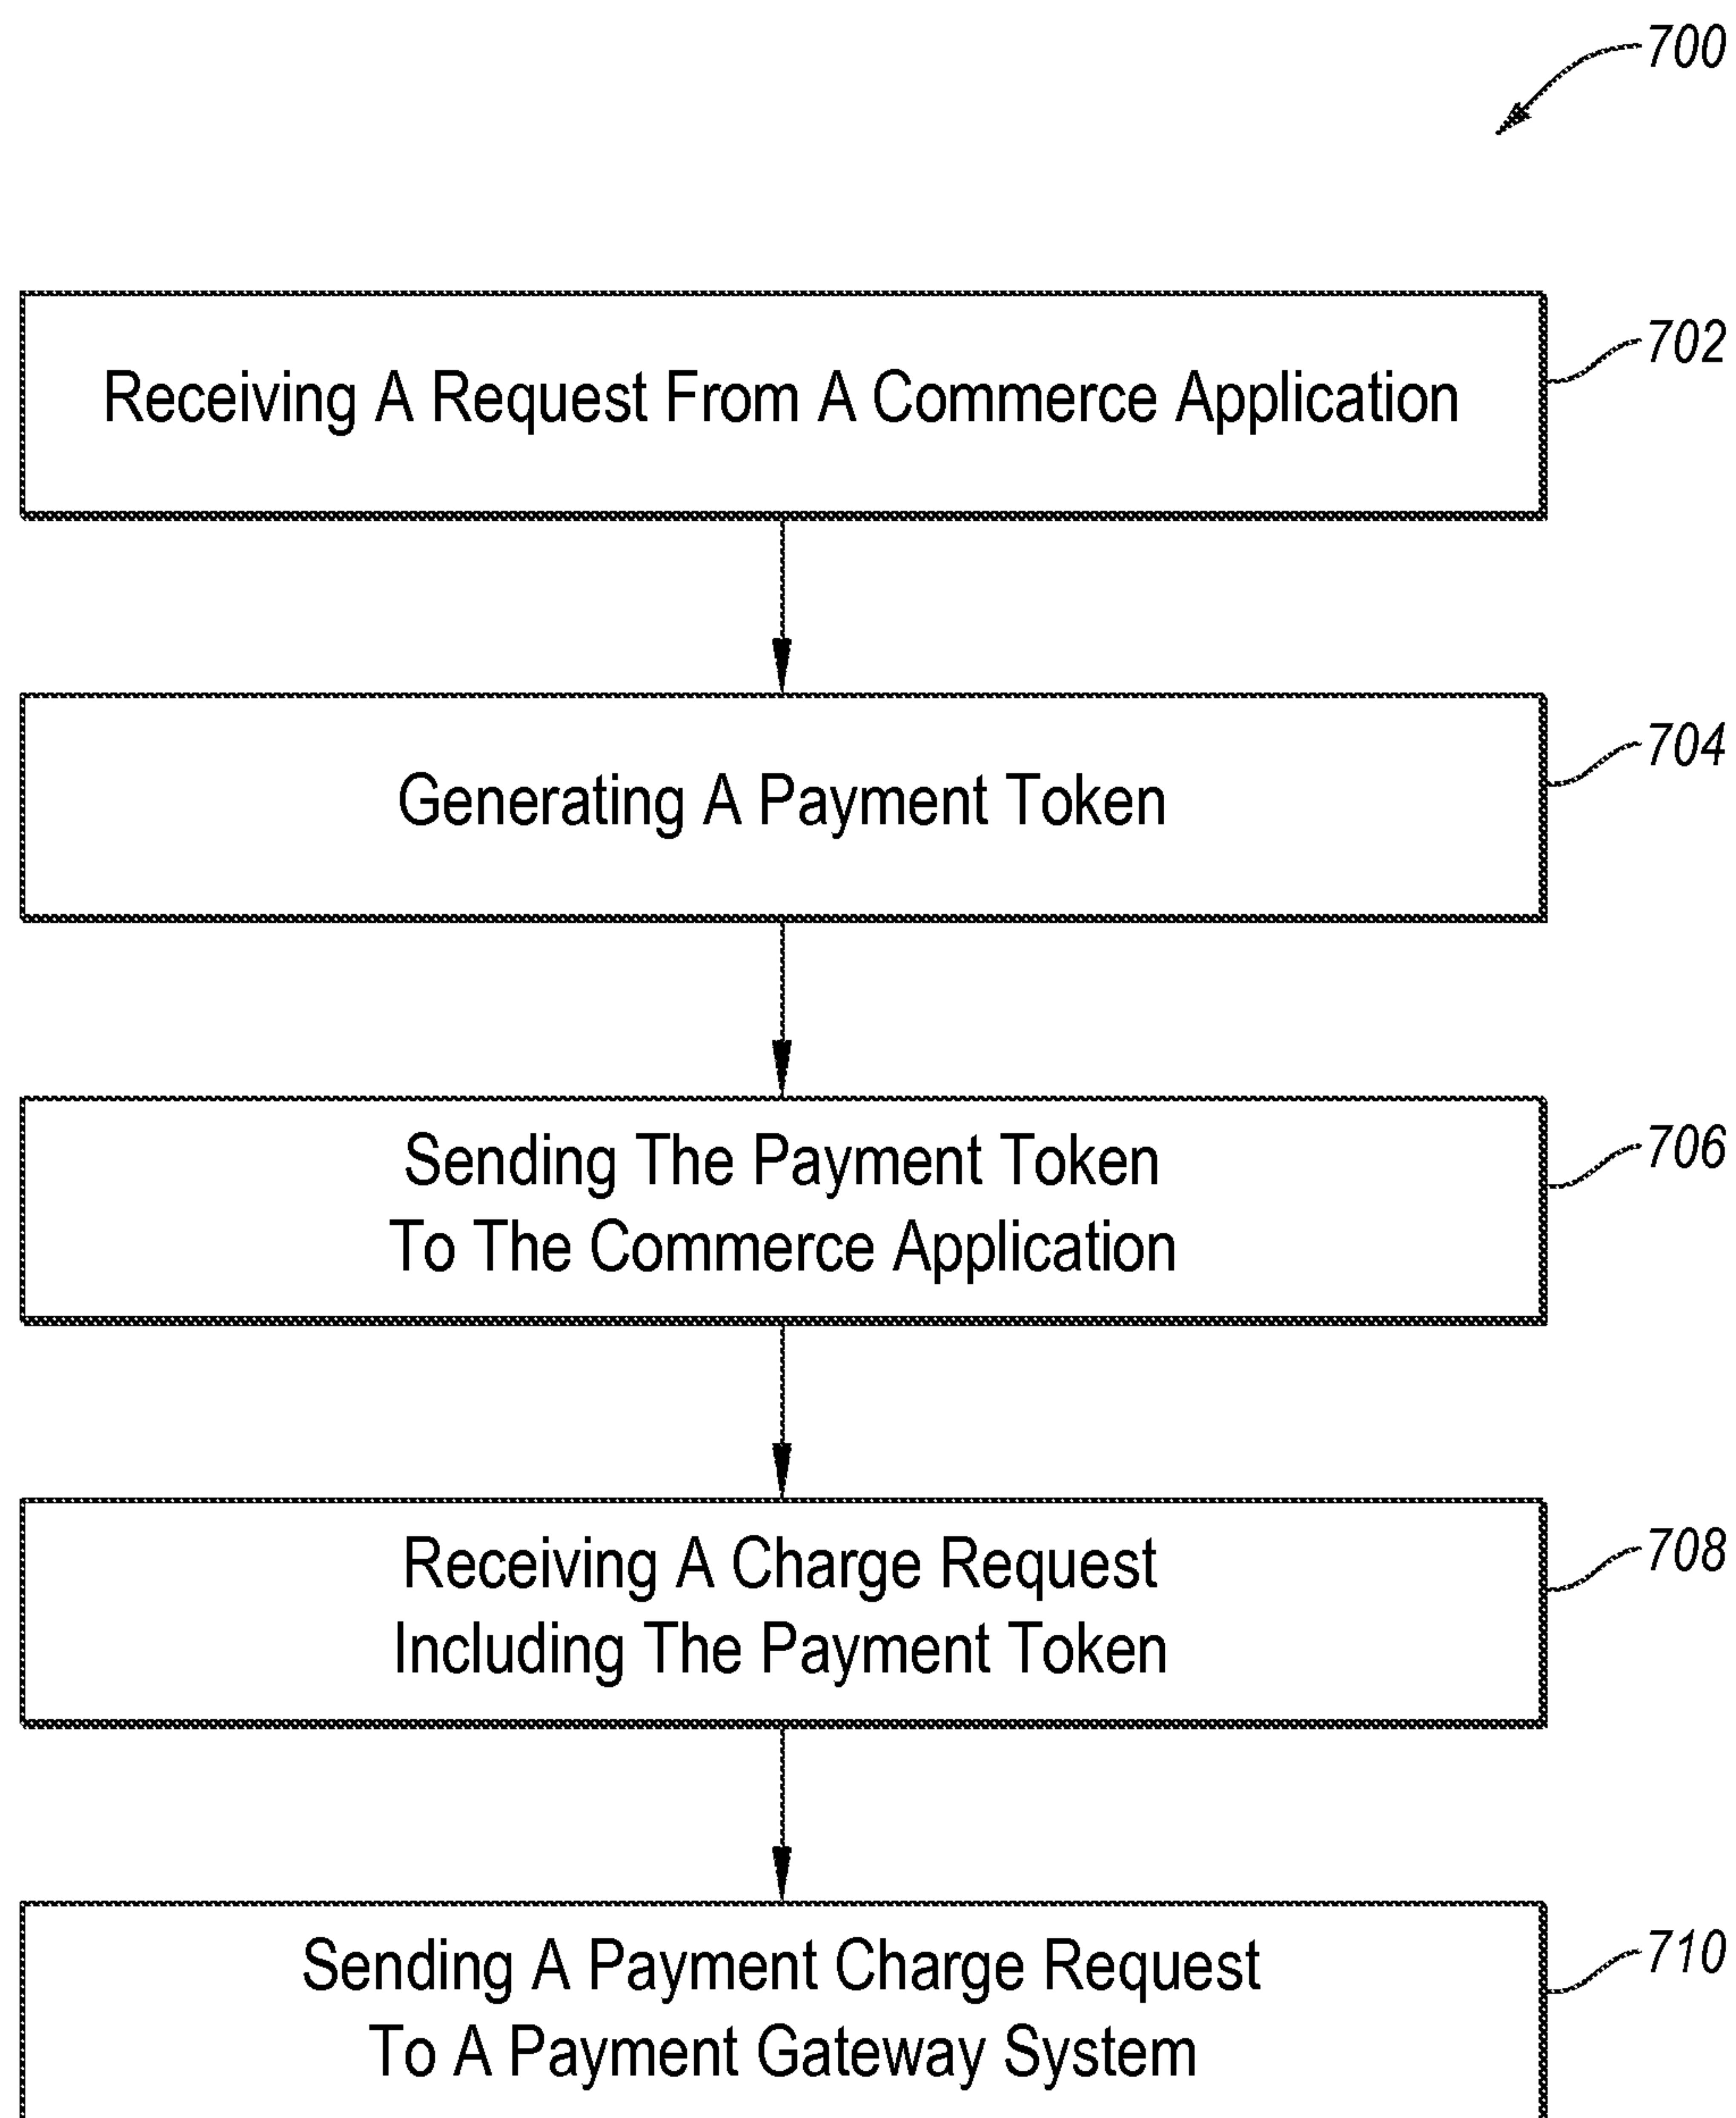 700
Receiving A Request From A Commerce Application
702
Generating A Payment Token
704
Sending The Payment Token
To The Commerce Application
706
Receiving A Charge Request
Including The Payment Token
708
Sending A Payment Charge Request
To A Payment Gateway System
710